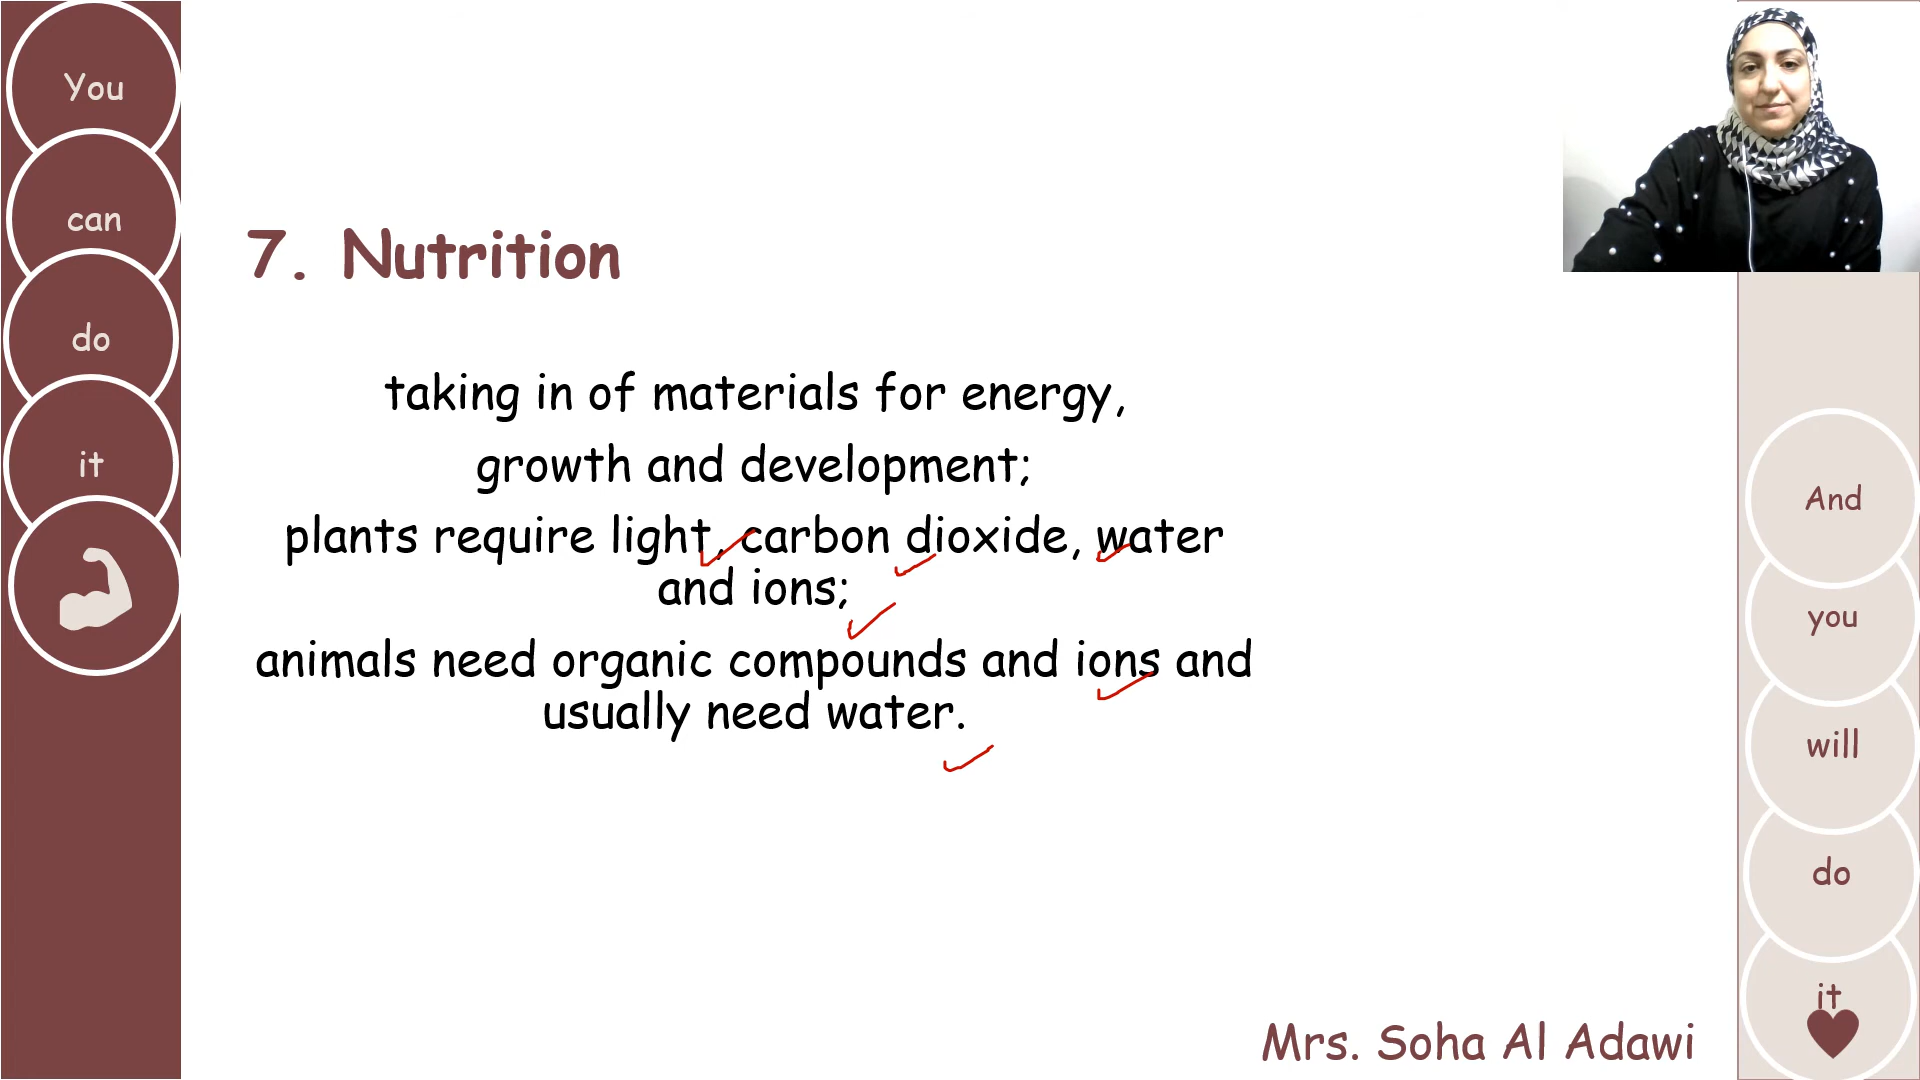 You
can
do
it
7. Nutrition
taking in of materials for energy,
growth and development;
plants require light, carbon dioxide, water
and ions;
animals need organic compounds and ions and
usually need water.
And
you
will
do
it
Mrs. Soha Al Adawi